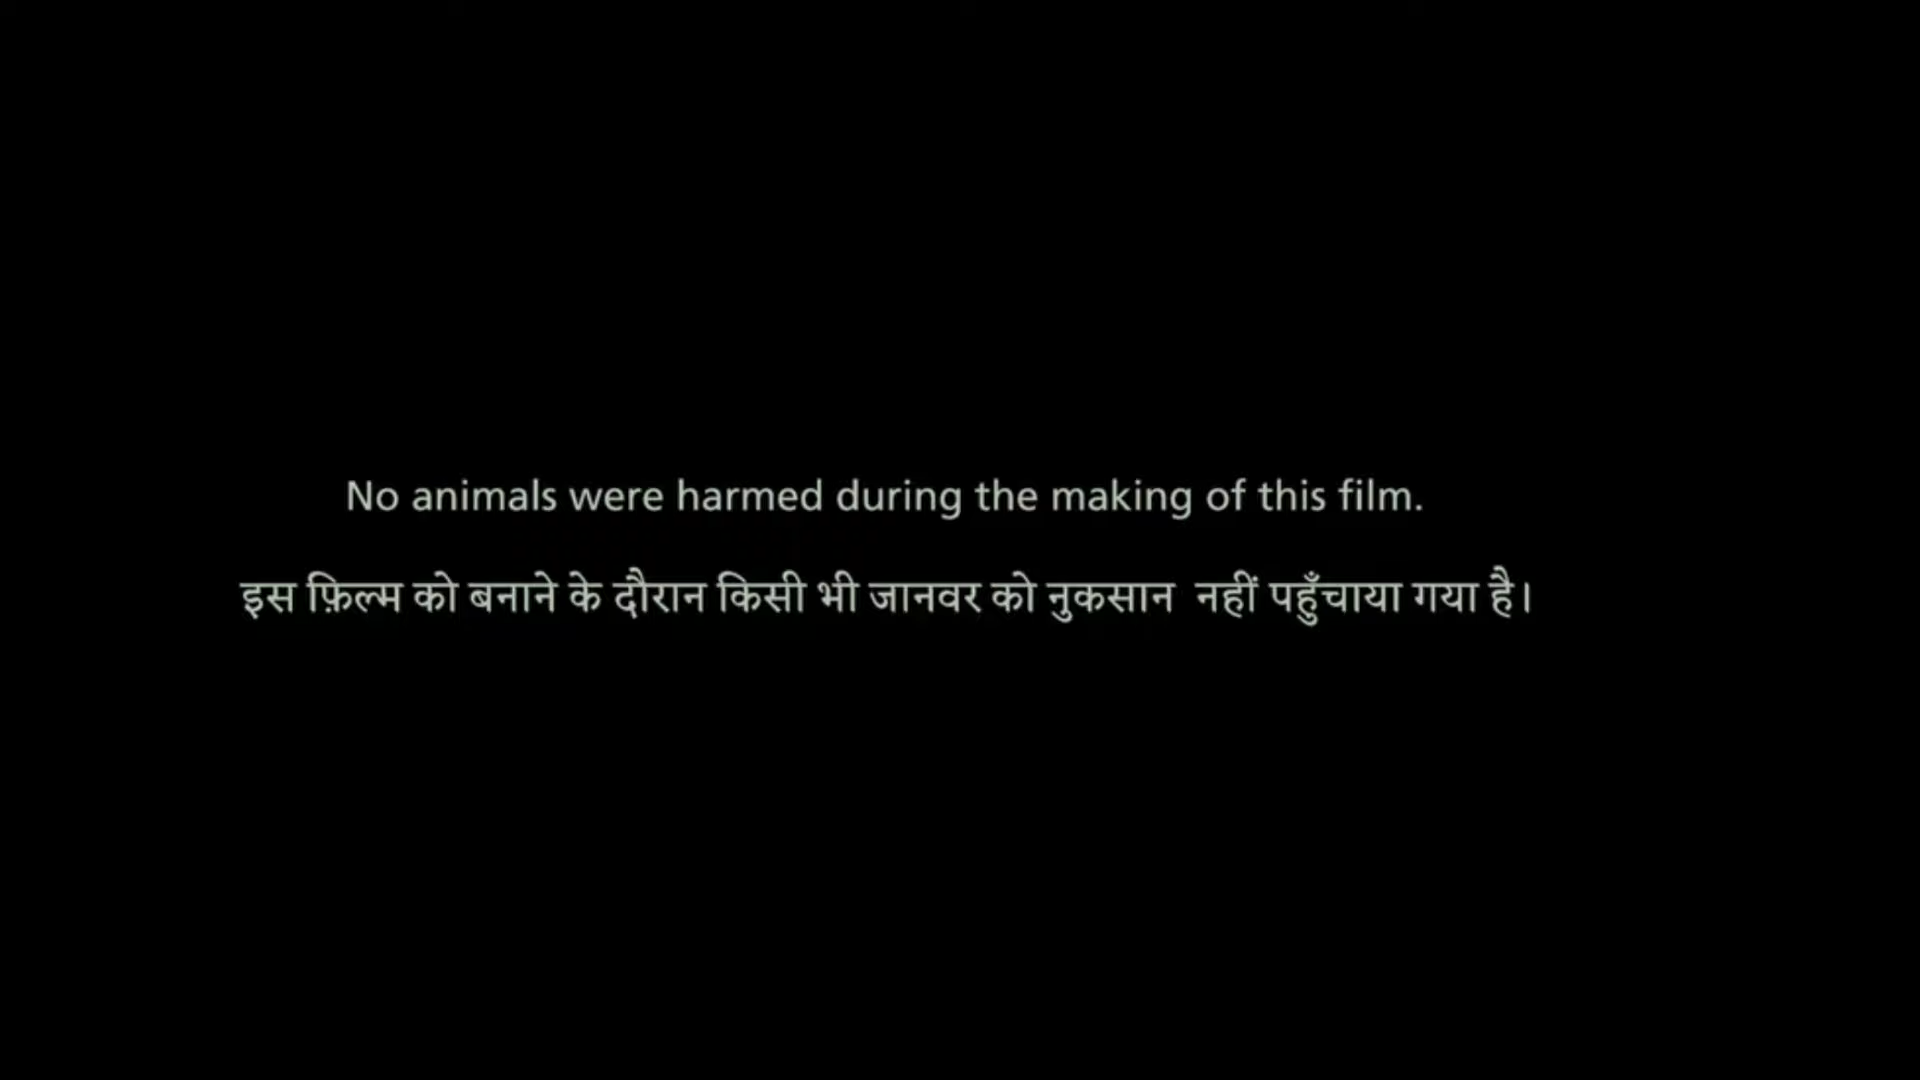 No animals were harmed during the making of this film.
इस फ़िल्म को बनाने के दौरान किसी भी जानवर को नुकसान नहीं पहुँचाया गया है।